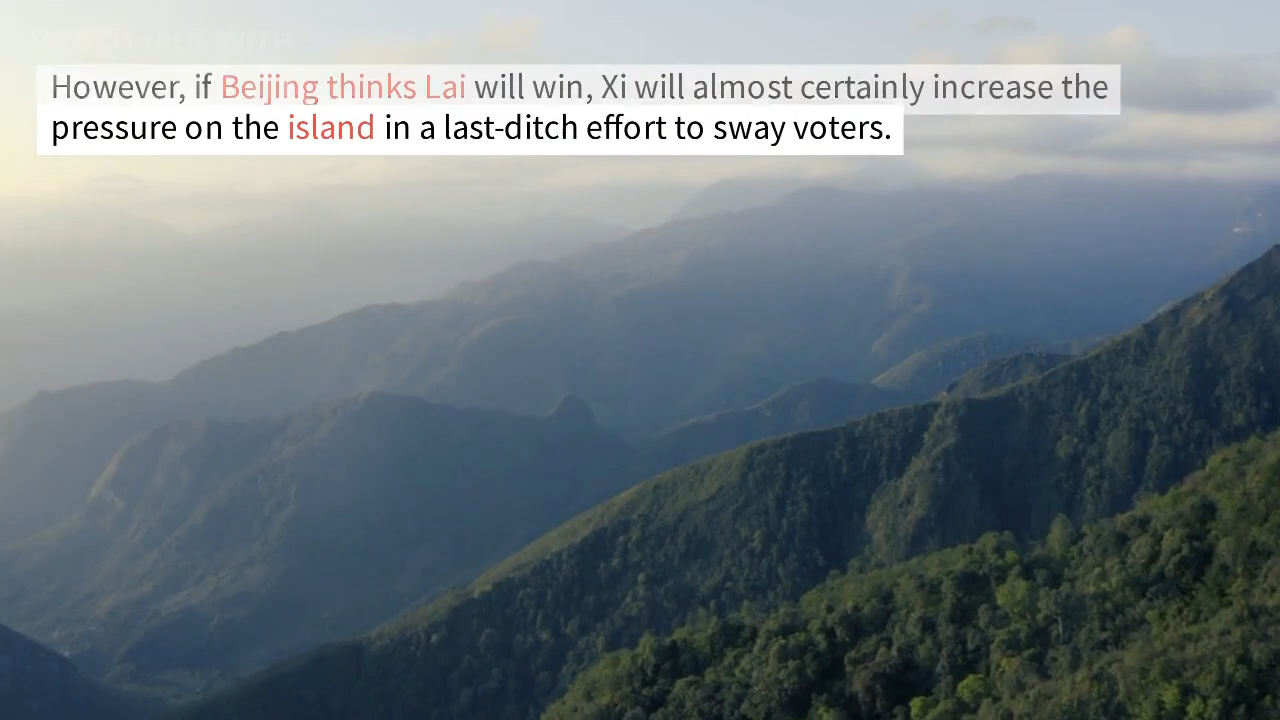 However, if Beijing thinks Lai will win, Xi will almost certainly increase the
pressure on the island in a last-ditch effort to sway voters.